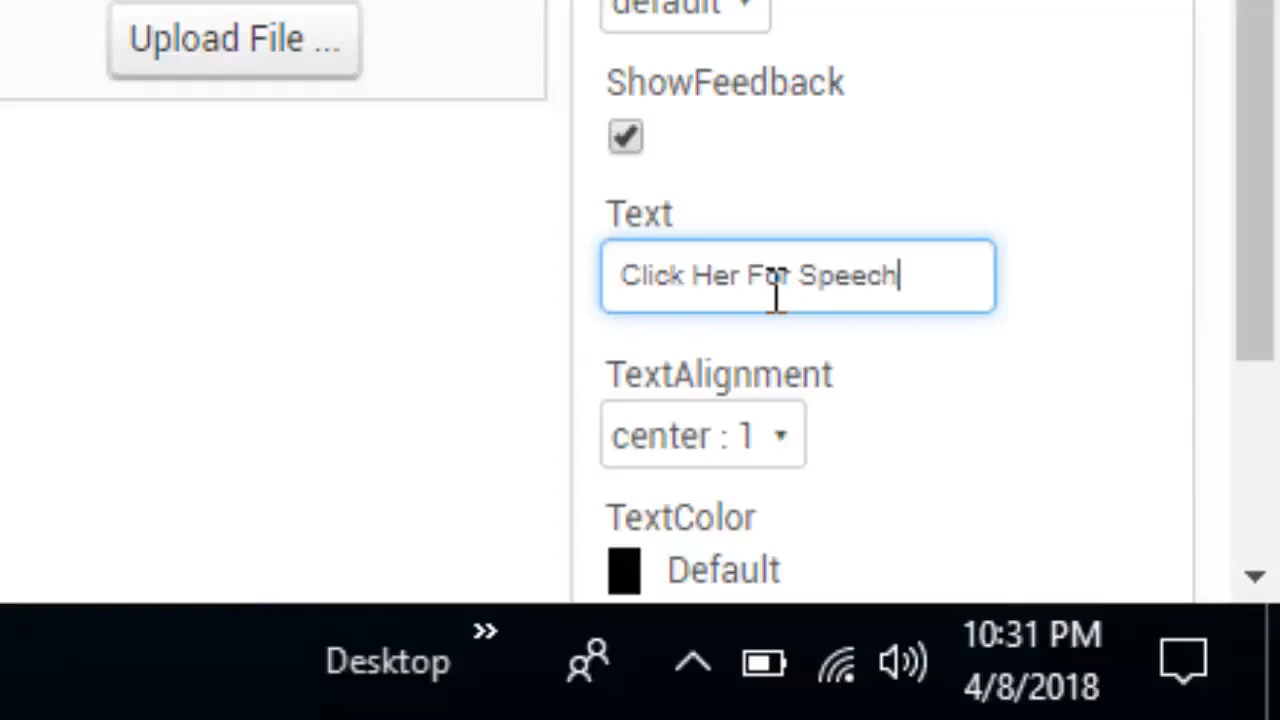 default
Upload File ...
ShowFeedback
Text
Click Her For Speech
TextAlignment
center : 1
TextColor
Default
Desktop
10:31 PM
4/8/2018